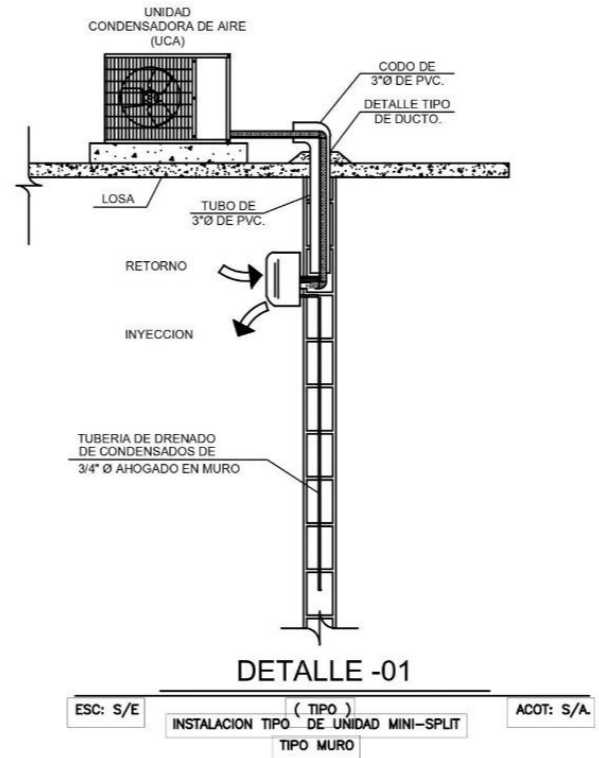 UNIDAD
CONDENSADORA DE AIRE
(UCA)
CODO DE
3"Ø DE PVC.
DETALLE TIPO
DE DUCTO.
LOSA
TUBO DE
3"Ø DE PVC.
RETORNO
INYECCION
TUBERIA DE DRENADO
DE CONDENSADOS DE
3/4" Ø AHOGADO EN MURO
DETALLE -01
ESC: S/E
( TIPO )
ACOT: S/A.
INSTALACION TIPO DE UNIDAD MINI-SPLIT
TIPO MURO